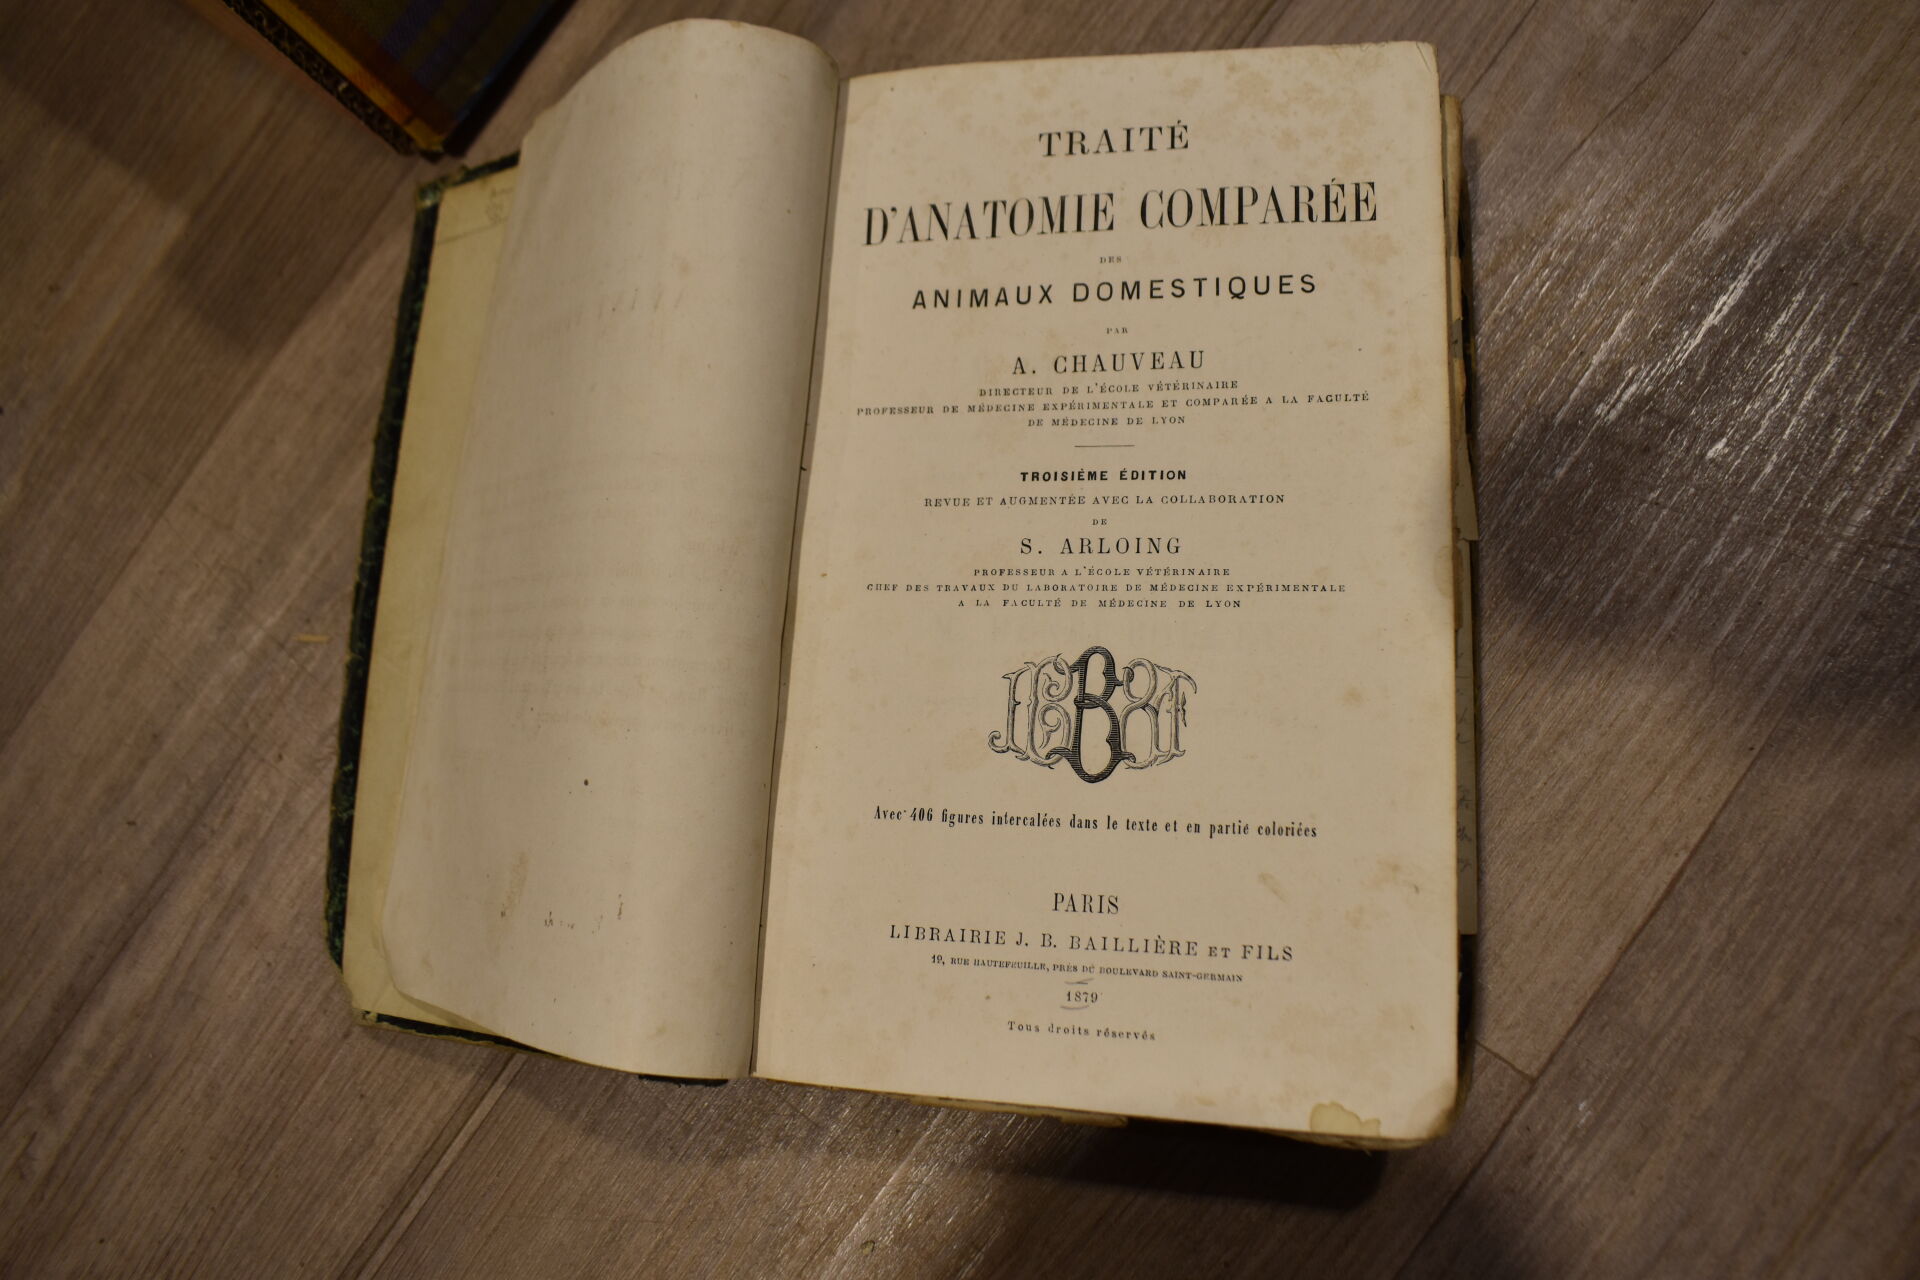 TRAITÉ
D'ANATOMIE COMPARÉE
DES
ANIMAUX DOMESTIQUES
PAR
A. CHAUVEAU
DIRECTEUR DE L'ÉCOLE VÉTÉRINAIRE
PROFESSEUR DE MÉDECINE EXPÉRIMENTALE ET COMPARÉE A LA FACULTÉ
DE MÉDECINE DE LYON
TROISIÈME ÉDITION
REVUE ET AUGMENTÉE AVEC LA COLLABORATION
DE
S. ARLOING
PROFESSEUR A L'ÉCOLE VÉTÉRINAIRE
CHEF DES TRAVAUX DU LABORATOIRE DE MÉDECINE EXPÉRIMENTALE
A LA FACULTÉ DE MÉDECINE DE LYON
Avec 406 figures intercalées dans le texte et en partie coloriées
PARIS
LIBRAIRIE J. B. BAILLIÈRE ET FILS
19, RUE HAUTEFEUILLE, PRÈS DU BOULEVARD SAINT-GERMAIN
1879
Tous droits réservés